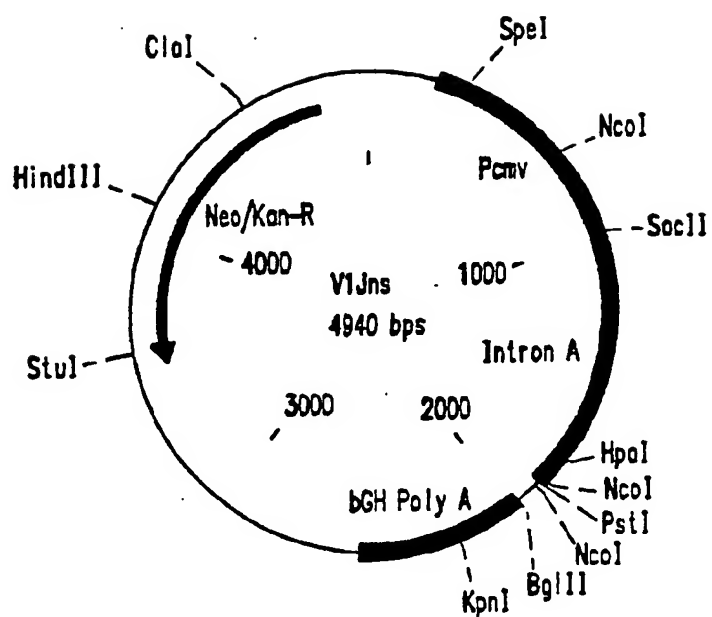 SpeI
ClaI
NcoI
Pcmv
HindIII
Neo/Kan-R
SacII
4000
1000
V1Jns
4940 bps
Intron A
StuI
3000
2000
HpaI
NcoI
bGH Poly A
PstI
NcoI
BglII
KpnI